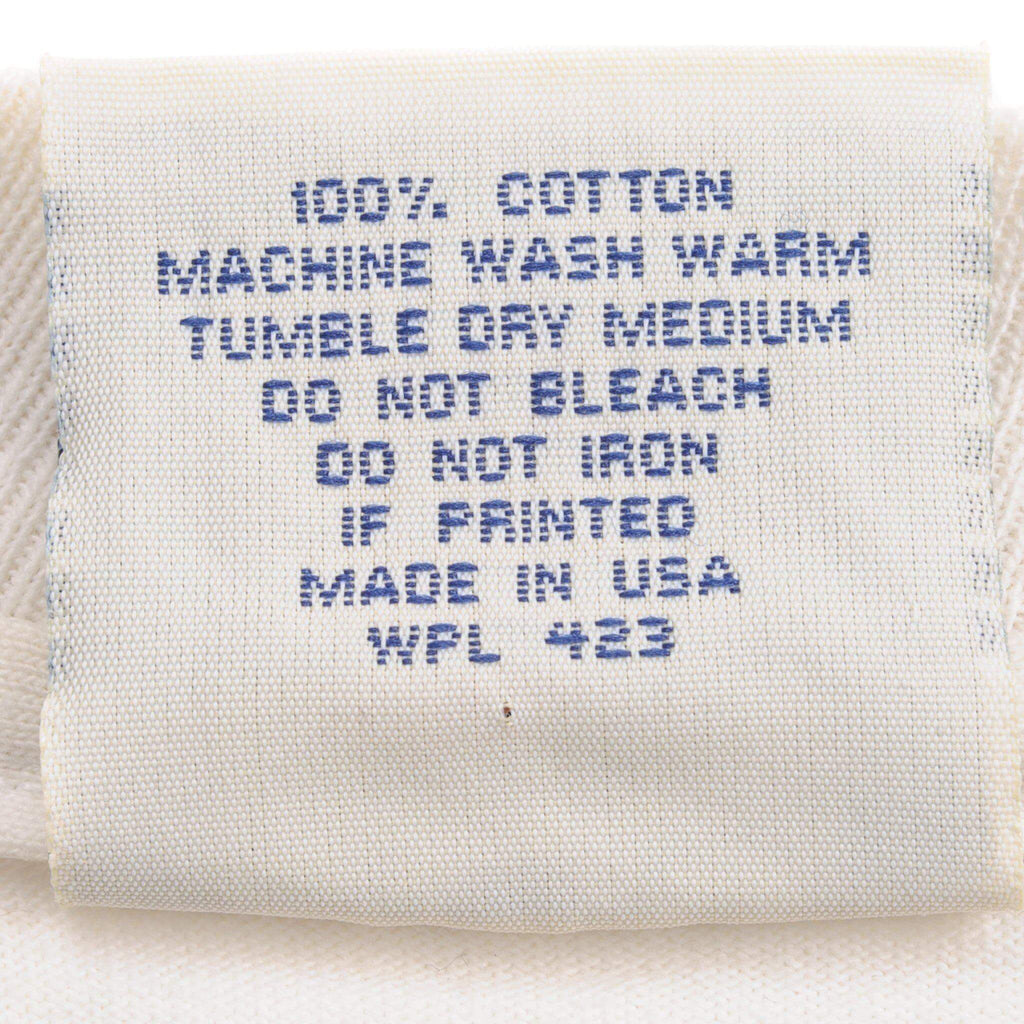 100% COTTON
MACHINE WASH WARM
TUMBLE DRY MEDIUM
DO NOT BLEACH
DO NOT IRON
IF PRINTED
MADE IN USA
WPL 423